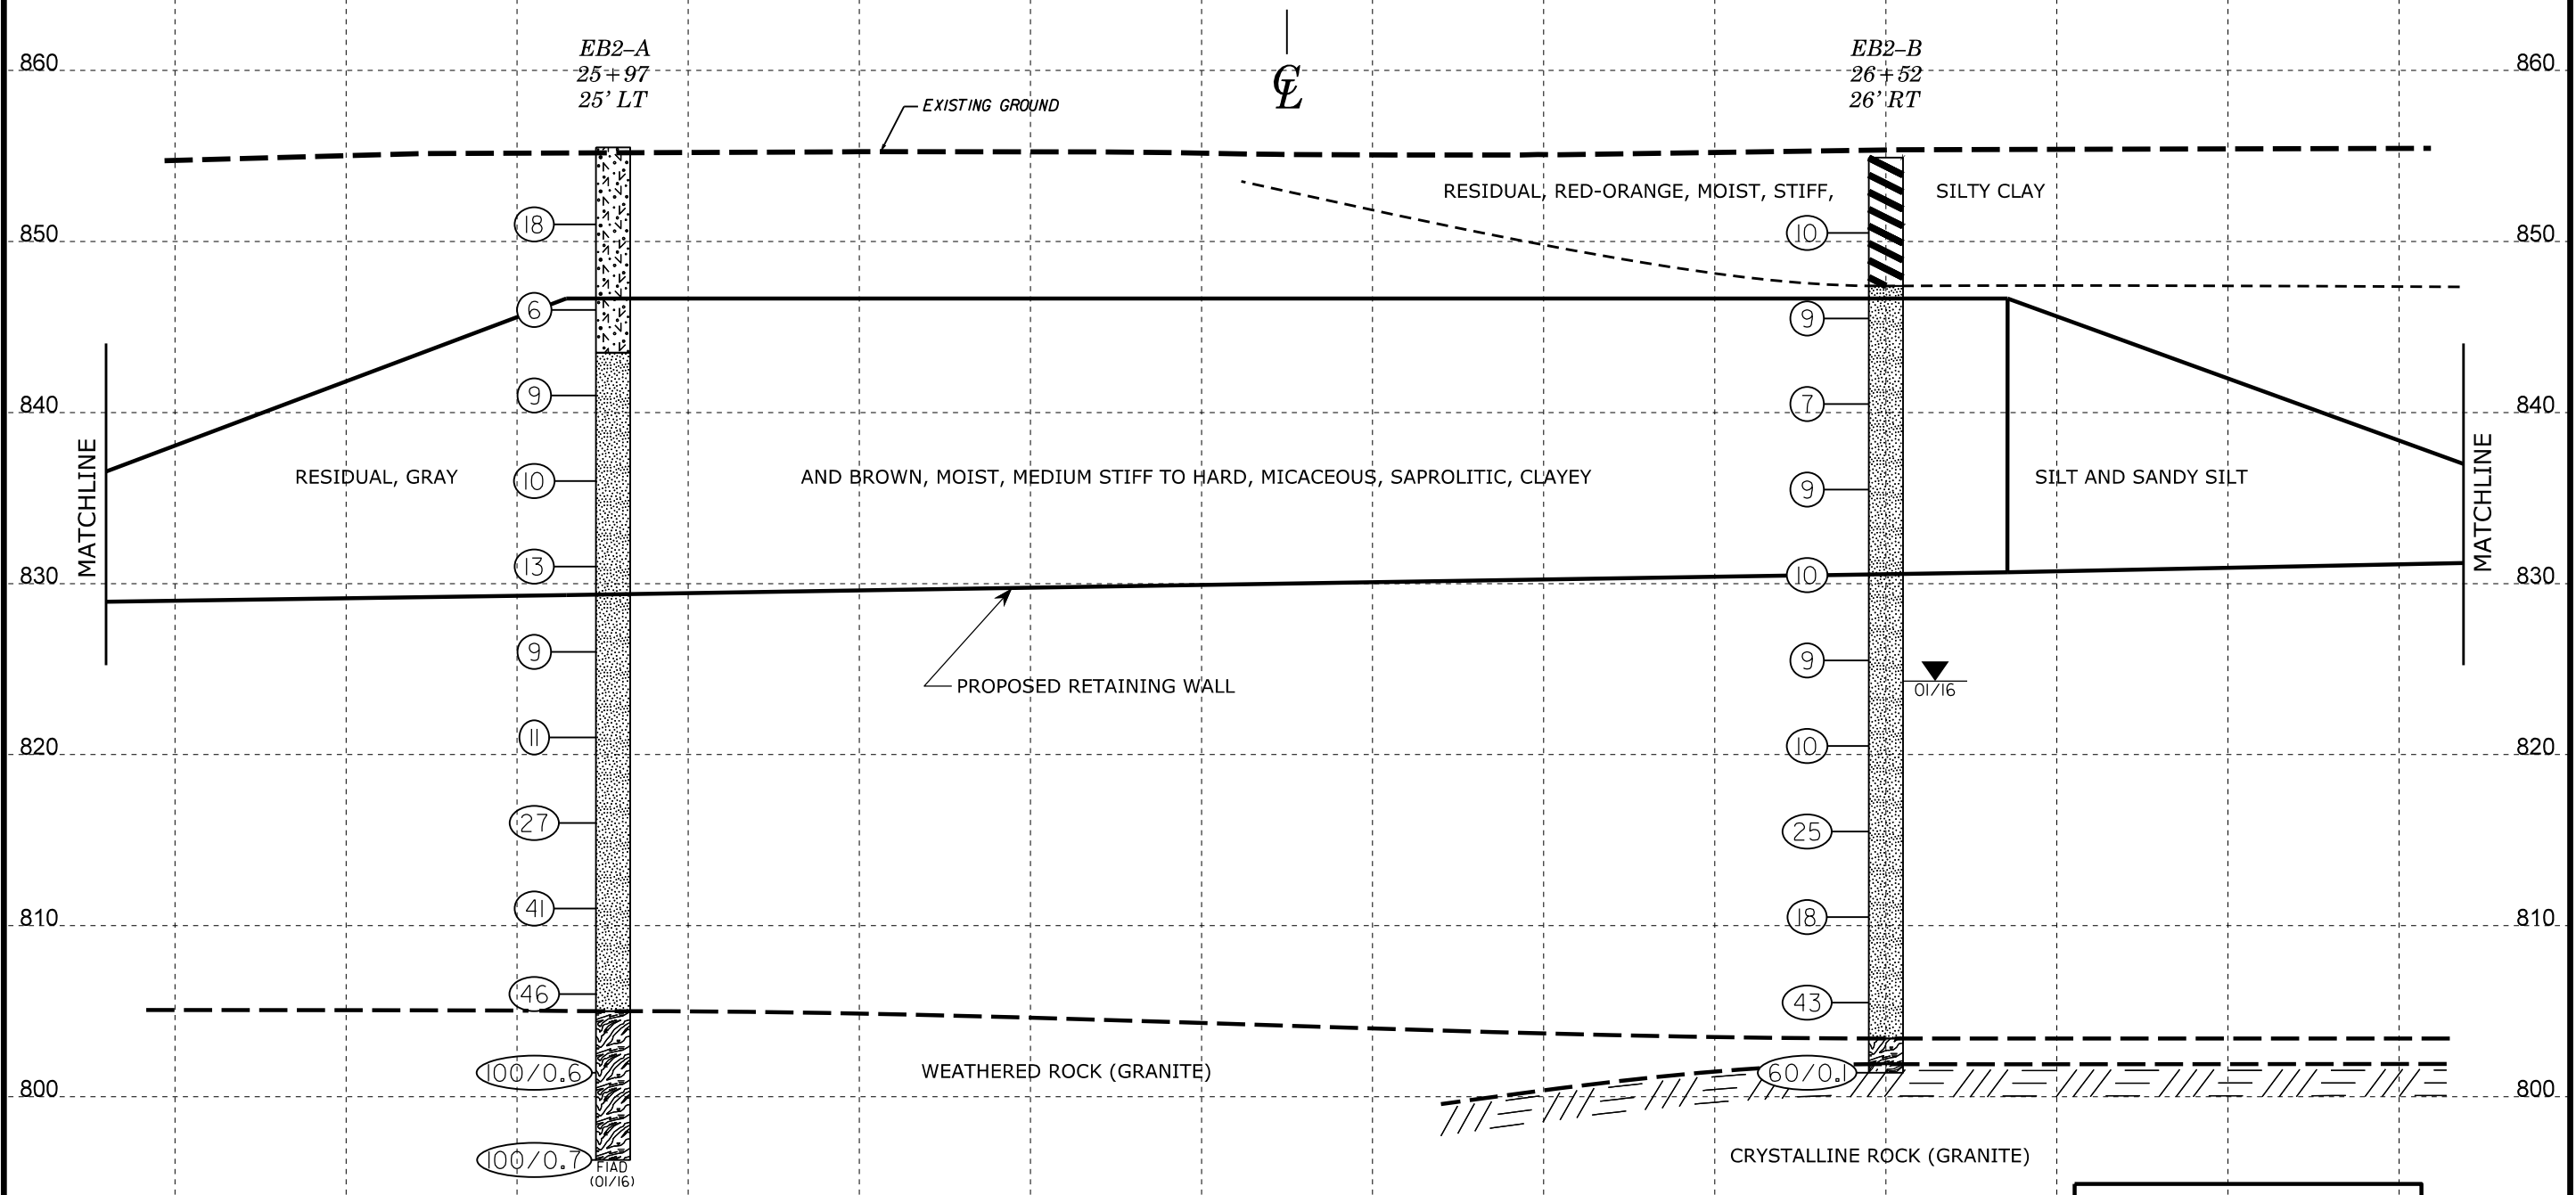 EB2-A
25+97
25' LT
℄
EB2-B
26+52
26' RT
860
860
EXISTING GROUND
RESIDUAL, RED-ORANGE, MOIST, STIFF,
SILTY CLAY
18
10
850
850
6
9
9
7
840
840
MATCHLINE
RESIDUAL, GRAY
10
AND BROWN, MOIST, MEDIUM STIFF TO HARD, MICACEOUS, SAPROLITIC, CLAYEY
9
SILT AND SANDY SILT
MATCHLINE
13
10
830
830
9
9
PROPOSED RETAINING WALL
01/16
11
10
820
820
27
25
41
18
810
810
46
43
100/0.6
WEATHERED ROCK (GRANITE)
60/0.1
800
800
100/0.7
FIAD
(01/16)
CRYSTALLINE ROCK (GRANITE)